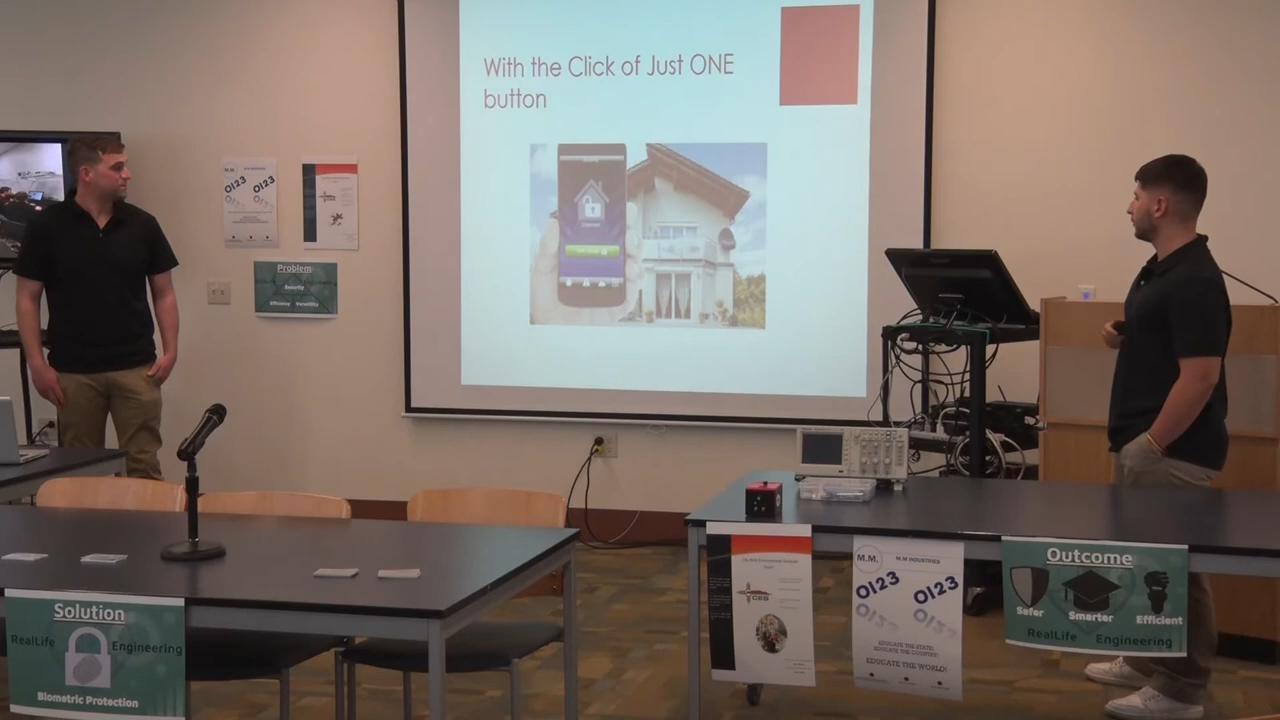 With the Click of Just ONE
button
M.M.
0123
0123
Problem
Security
Efficiency Versatility
Solution
RealLife Engineering
Biometric Protection
CES
M.M.
M.M INDUSTRIES
0123
0123
EDUCATE THE STATE!
EDUCATE THE COUNTRY!
EDUCATE THE WORLD!
Outcome
Safer
Smarter
Efficient
RealLife Engineering